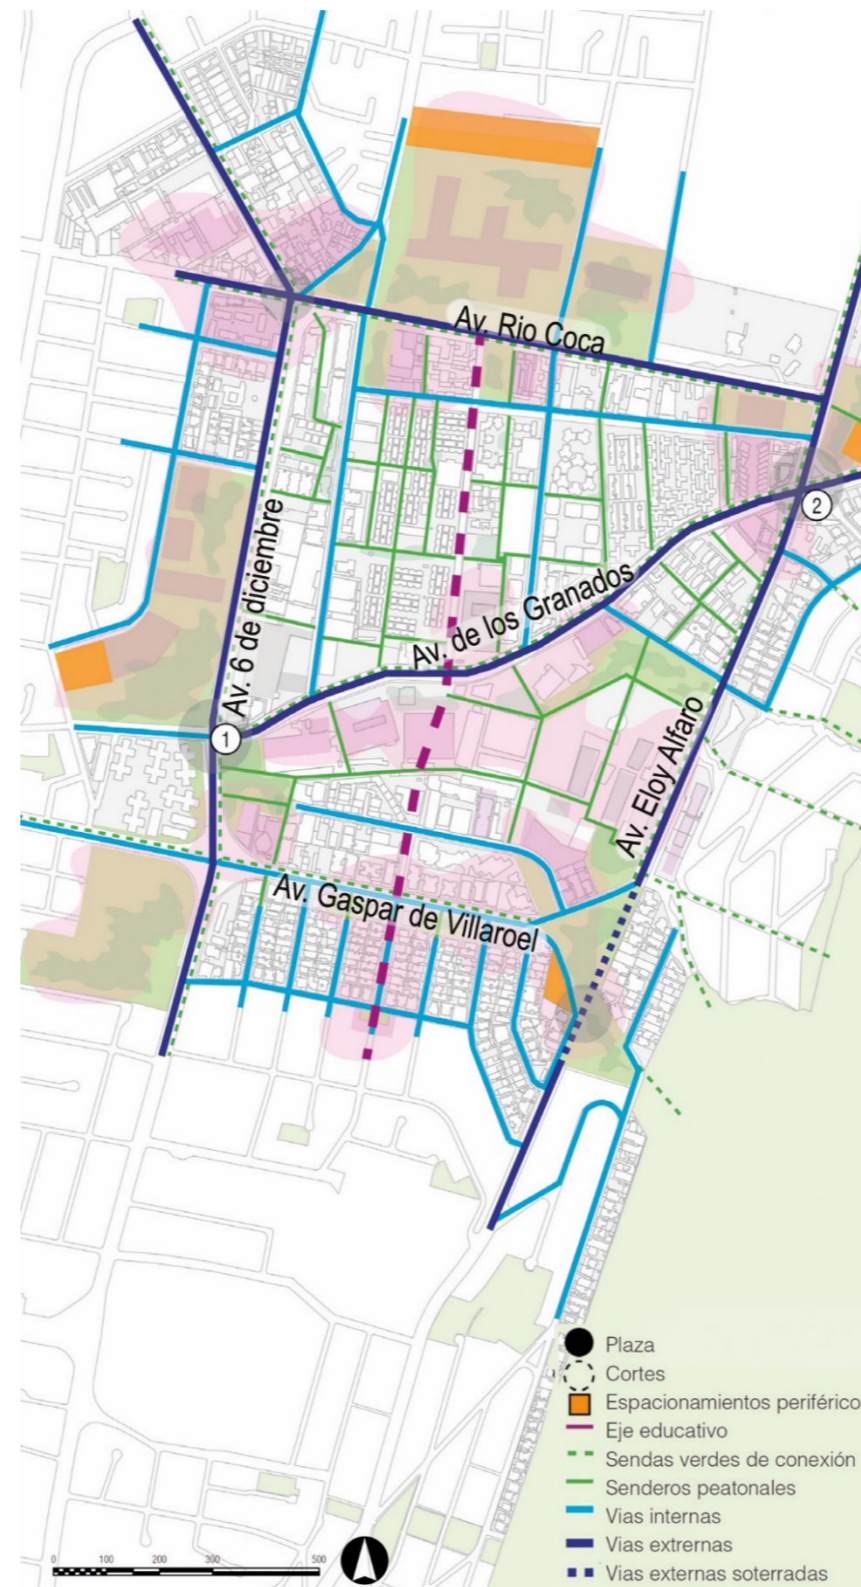 Av. Rio Coca
2
Av. 6 de diciembre
Av. de los Granados
1
Av. Eloy Alfaro
Av. Gaspar de Villaroel
Plaza
Cortes
Espacionamientos periférico
Eje educativo
Sendas verdes de conexión
Senderos peatonales
Vias internas
Vias extrernas
Vias externas soterradas
0 100 200 300 500